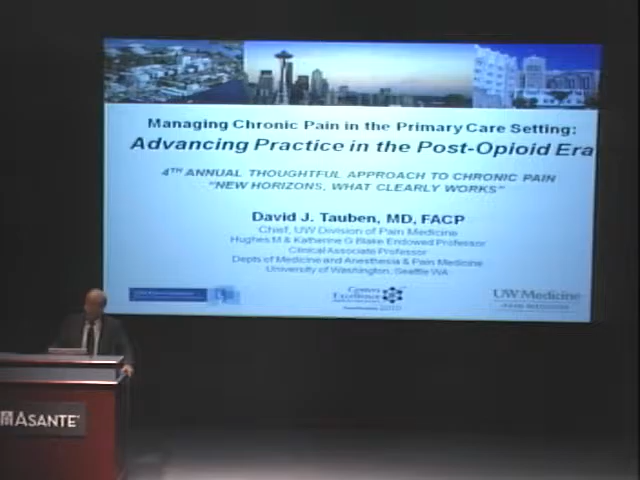 Managing Chronic Pain in the Primary Care Setting:
Advancing Practice in the Post-Opioid Era
4TH ANNUAL THOUGHTFUL APPROACH TO CHRONIC PAIN
"NEW HORIZONS, WHAT CLEARLY WORKS"
David J. Tauben, MD, FACP
Chief, UW Division of Pain Medicine
Hughes M & Katherine G Blake Endowed Professor
Clinical Associate Professor
Depts of Medicine and Anesthesia & Pain Medicine
University of Washington, Seattle WA
Centers
Excellence
UW Medicine
ASANTE